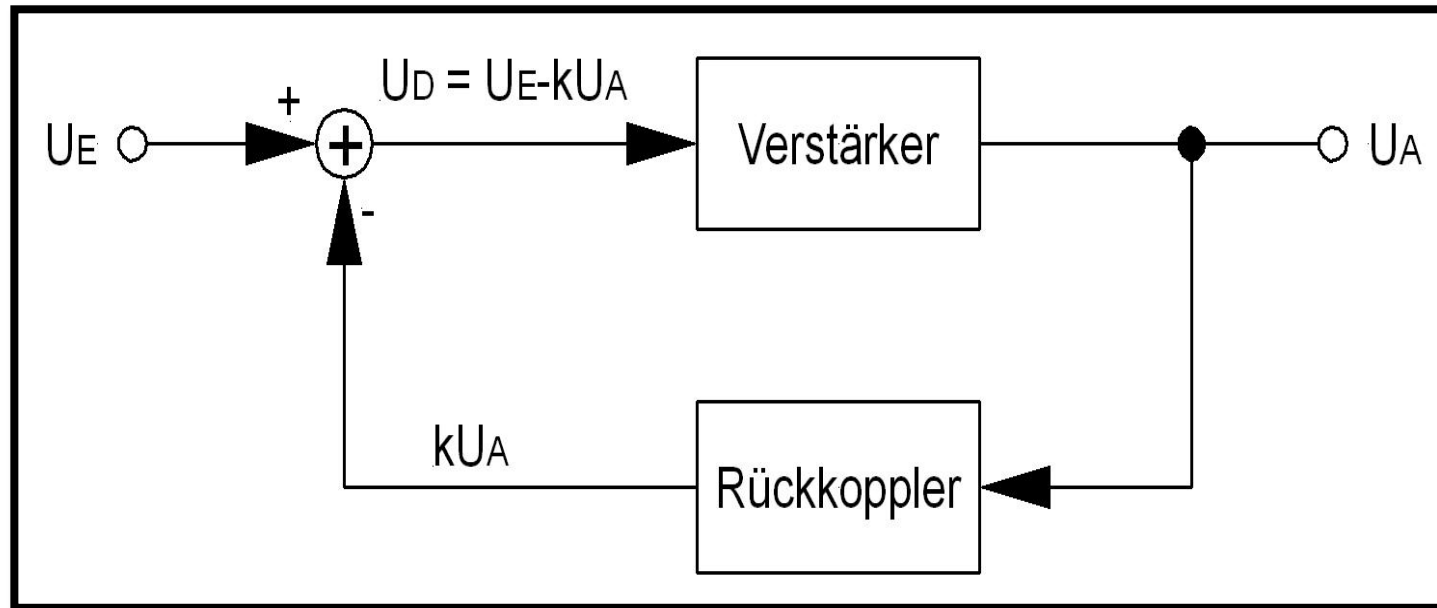 UD = UE-kUA
+
UE
+
Verstärker
UA
-
kUA
Rückkoppler